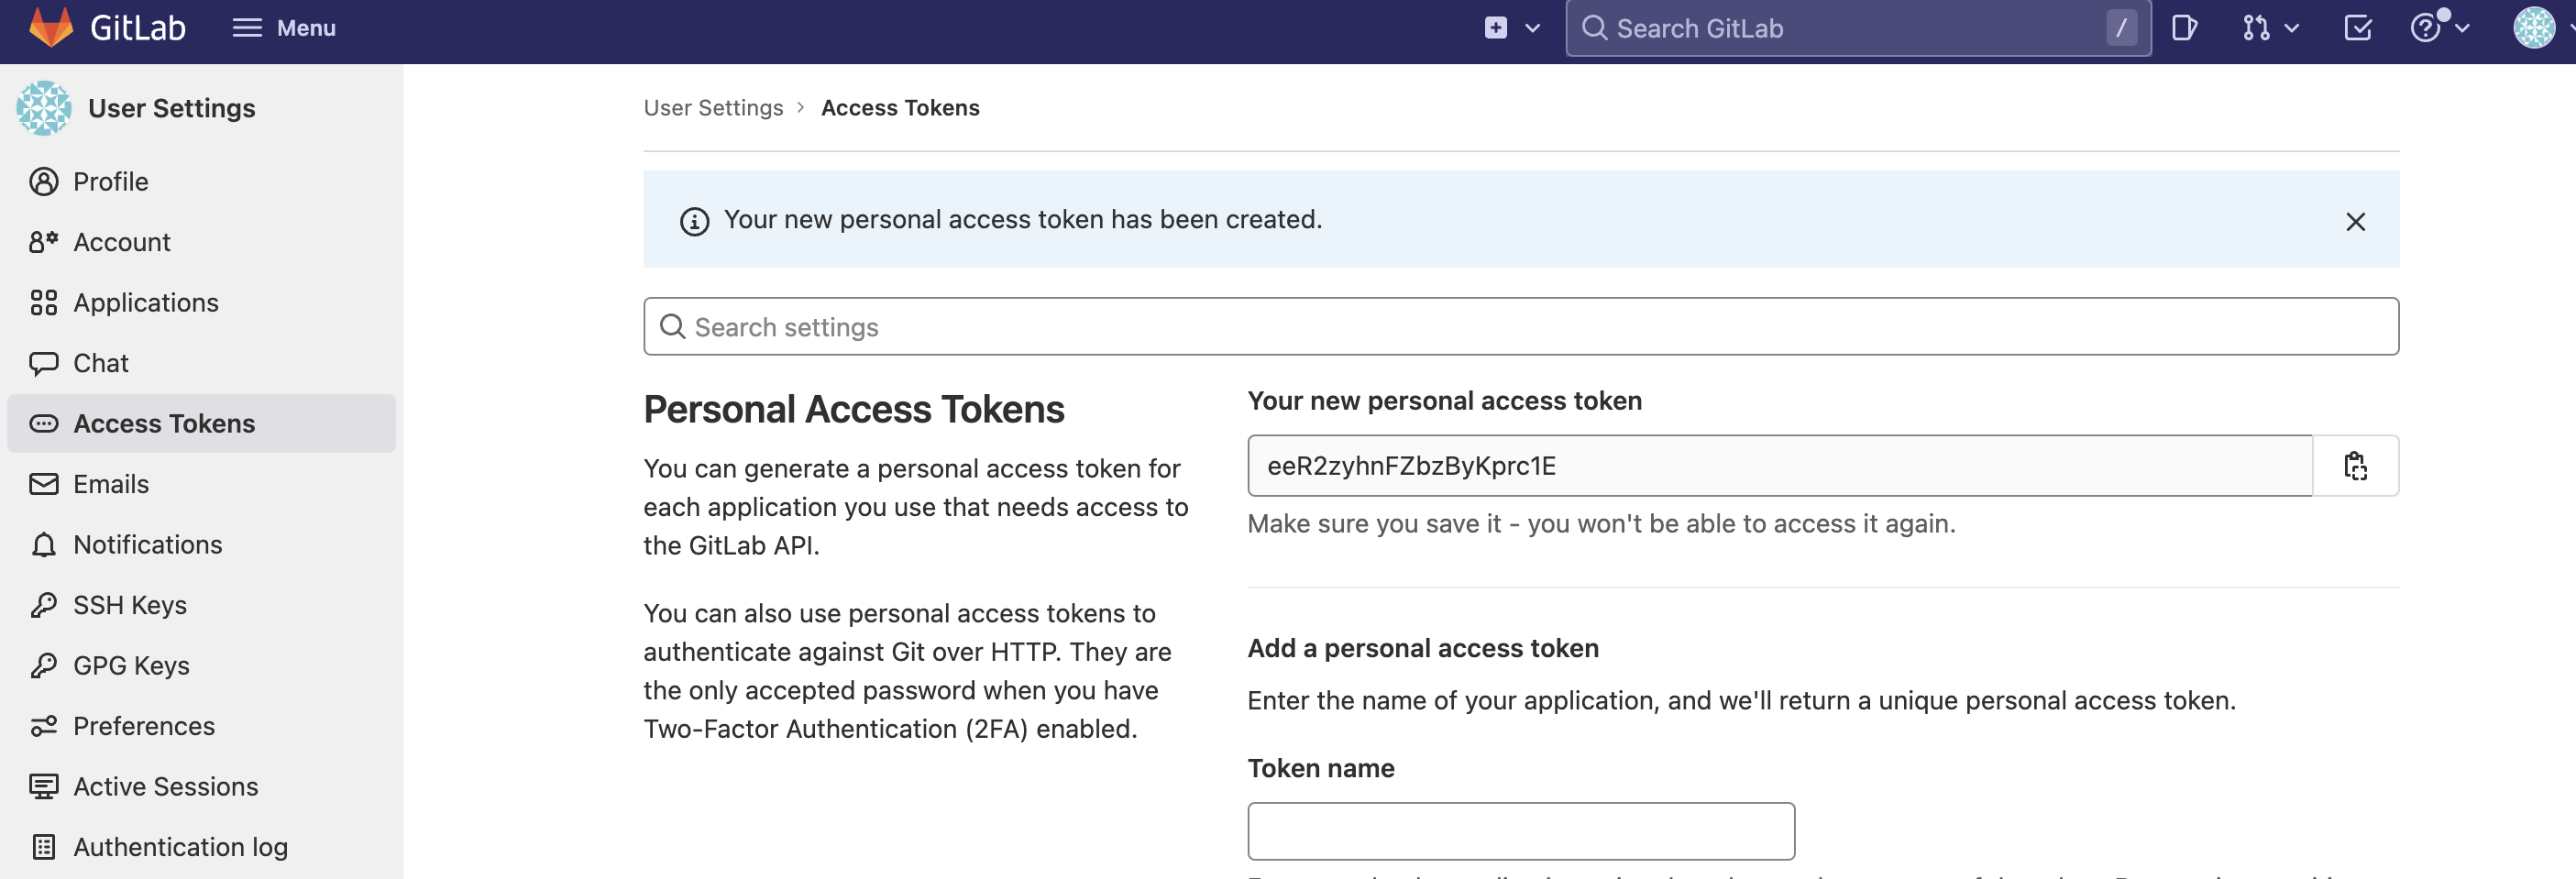 GitLab
Menu
Search GitLab
/
User Settings
Profile
Account
Applications
Chat
Access Tokens
Emails
Notifications
SSH Keys
GPG Keys
Preferences
Active Sessions
Authentication log
User Settings › Access Tokens
Your new personal access token has been created.
Search settings
Personal Access Tokens
You can generate a personal access token for
each application you use that needs access to
the GitLab API.
You can also use personal access tokens to
authenticate against Git over HTTP. They are
the only accepted password when you have
Two-Factor Authentication (2FA) enabled.
Your new personal access token
eeR2zyhnFZbzByKprc1E
Make sure you save it - you won't be able to access it again.
Add a personal access token
Enter the name of your application, and we'll return a unique personal access token.
Token name